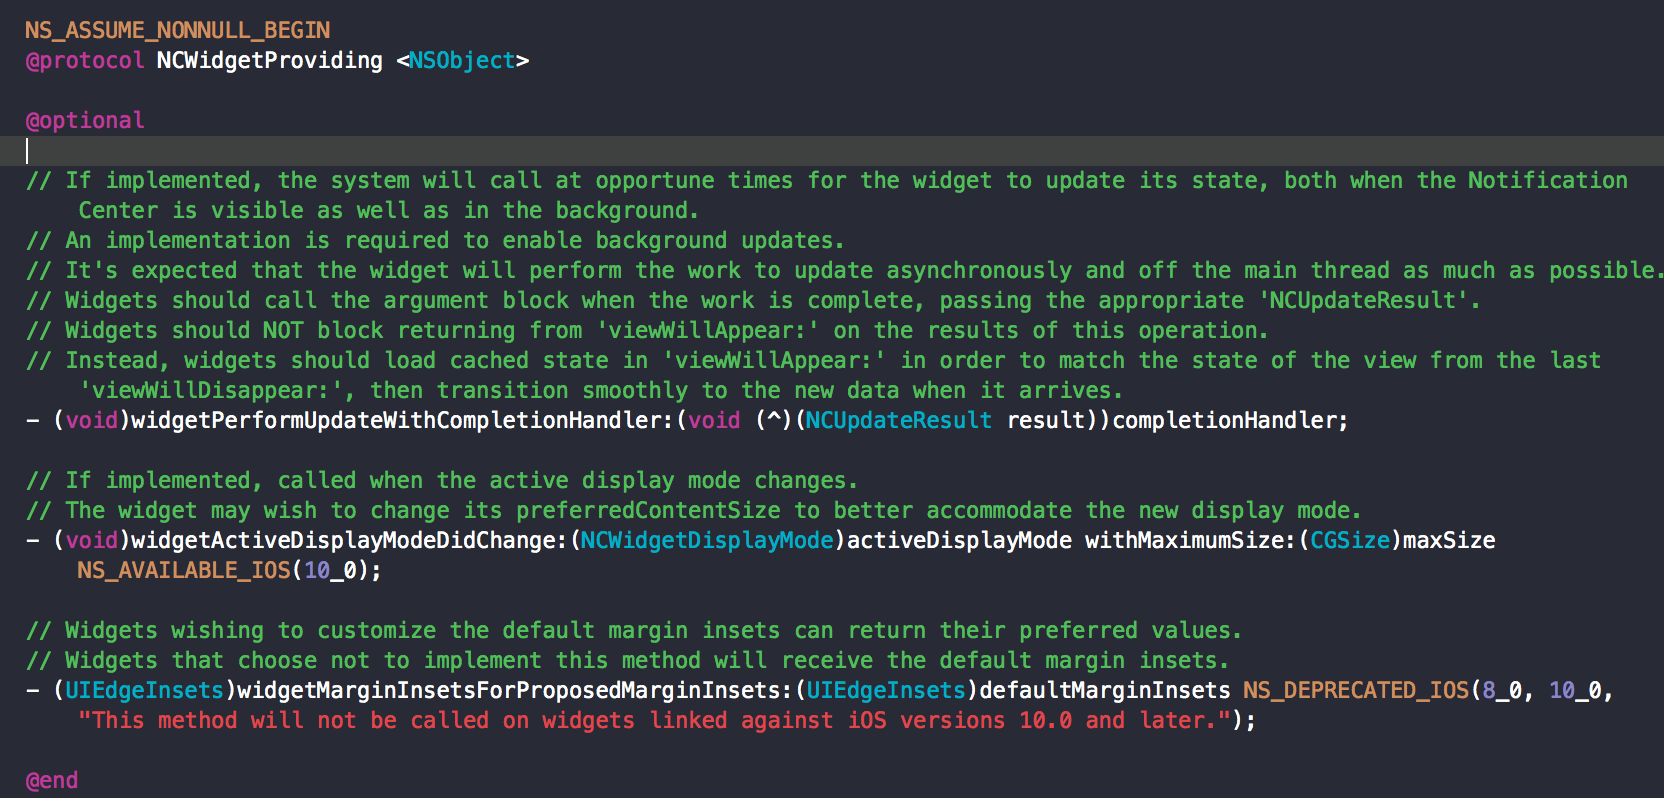 NS_ASSUME_NONNULL_BEGIN
@protocol NCWidgetProviding <NSObject>
@optional
// If implemented, the system will call at opportune times for the widget to update its state, both when the Notification
Center is visible as well as in the background.
// An implementation is required to enable background updates.
// It's expected that the widget will perform the work to update asynchronously and off the main thread as much as possible.
// Widgets should call the argument block when the work is complete, passing the appropriate 'NCUpdateResult'.
// Widgets should NOT block returning from 'viewWillAppear:' on the results of this operation.
// Instead, widgets should load cached state in 'viewWillAppear:' in order to match the state of the view from the last
'viewWillDisappear:', then transition smoothly to the new data when it arrives.
- (void)widgetPerformUpdateWithCompletionHandler:(void (^)(NCUpdateResult result))completionHandler;
// If implemented, called when the active display mode changes.
// The widget may wish to change its preferredContentSize to better accommodate the new display mode.
- (void)widgetActiveDisplayModeDidChange:(NCWidgetDisplayMode)activeDisplayMode withMaximumSize:(CGSize)maxSize
NS_AVAILABLE_IOS(10_0);
// Widgets wishing to customize the default margin insets can return their preferred values.
// Widgets that choose not to implement this method will receive the default margin insets.
- (UIEdgeInsets)widgetMarginInsetsForProposedMarginInsets:(UIEdgeInsets)defaultMarginInsets NS_DEPRECATED_IOS(8_0, 10_0,
"This method will not be called on widgets linked against iOS versions 10.0 and later.");
@end